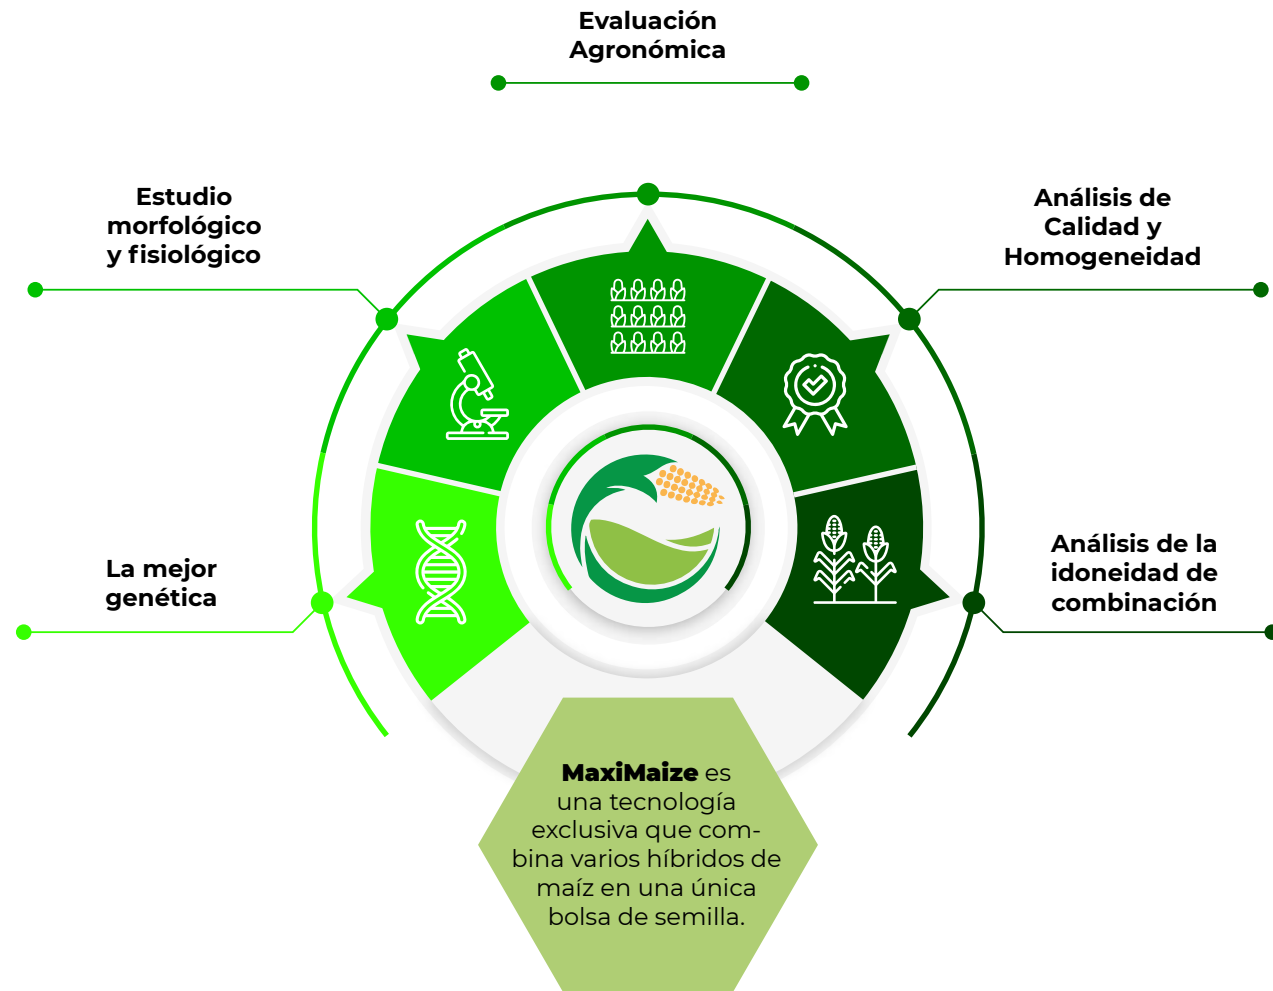 Evaluación
Agronómica
Estudio
morfológico
y fisiológico
Análisis de
Calidad y
Homogeneidad
La mejor
genética
Análisis de la
idoneidad de
combinación
MaxiMaize es
una tecnología
exclusiva que com-
bina varios híbridos de
maíz en una única
bolsa de semilla.